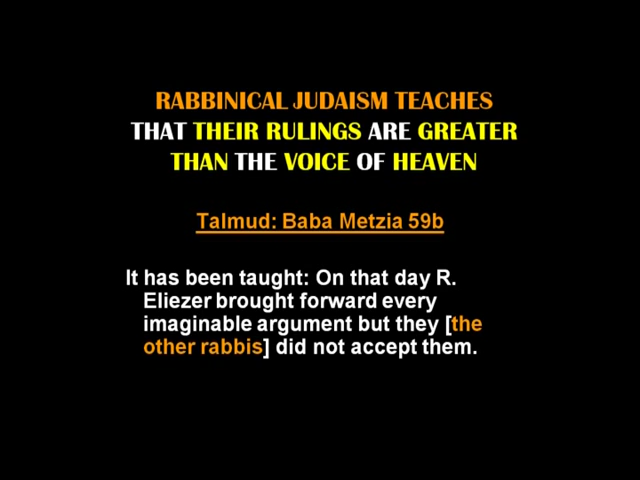 RABBINICAL JUDAISM TEACHES
THAT THEIR RULINGS ARE GREATER
THAN THE VOICE OF HEAVEN
Talmud: Baba Metzia 59b
It has been taught: On that day R.
Eliezer brought forward every
imaginable argument but they [the
other rabbis] did not accept them.